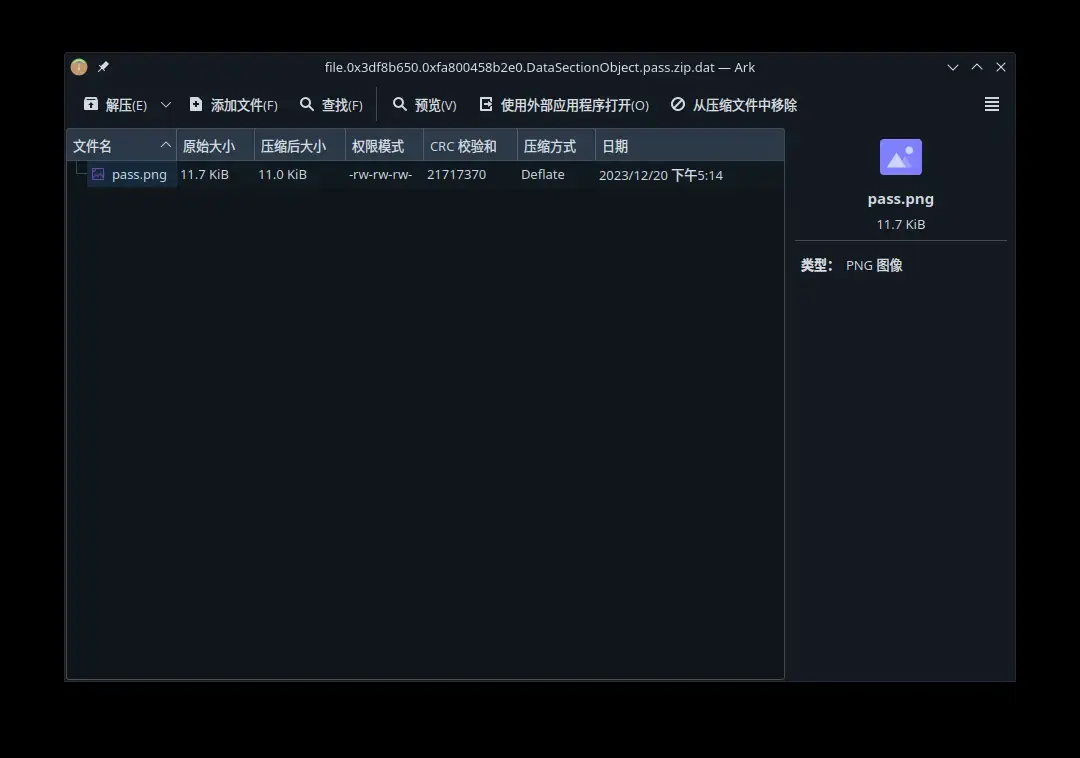 file.0x3df8b650.0xfa800458b2e0.DataSectionObject.pass.zip.dat — Ark
解压(E) 添加文件(F) 查找(F) 预览(V) 使用外部应用程序打开(O) 从压缩文件中移除
文件名 原始大小 压缩后大小 权限模式 CRC 校验和 压缩方式 日期
pass.png 11.7 KiB 11.0 KiB -rw-rw-rw- 21717370 Deflate 2023/12/20 下午5:14
pass.png
11.7 KiB
类型： PNG 图像